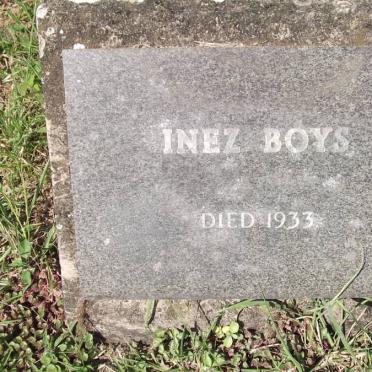 INEZ BOYS
DIED 1933